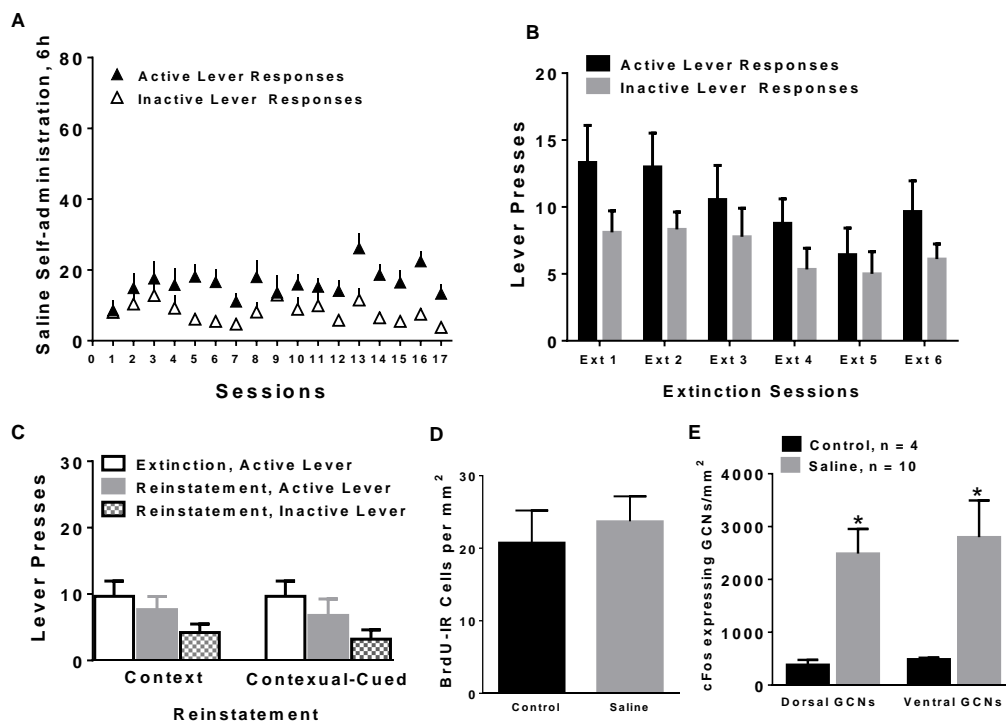 A
Saline Self-administration, 6h
80
60
40
20
0
Active Lever Responses
Inactive Lever Responses
0 1 2 3 4 5 6 7 8 9 10 11 12 13 14 15 16 17
Sessions
B
Active Lever Responses
Inactive Lever Responses
Lever Presses
20
15
10
5
0
Ext 1 Ext 2 Ext 3 Ext 4 Ext 5 Ext 6
Extinction Sessions
C
Lever Presses
30
20
10
0
Extinction, Active Lever
Reinstatement, Active Lever
Reinstatement, Inactive Lever
Context Contexual-Cued
Reinstatement
D
BrdU-IR Cells per mm²
30
20
10
0
Control Saline
E
Control, n = 4
Saline, n = 10
cFos expressing GCNs/mm²
4000
3000
2000
1000
0
* *
Dorsal GCNs Ventral GCNs